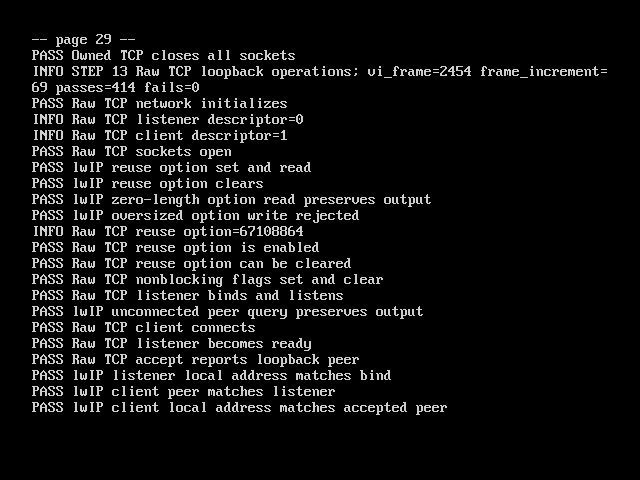 -- page 29 --
PASS Owned TCP closes all sockets
INFO STEP 13 Raw TCP loopback operations; vi_frame=2454 frame_increment=
69 passes=414 fails=0
PASS Raw TCP network initializes
INFO Raw TCP listener descriptor=0
INFO Raw TCP client descriptor=1
PASS Raw TCP sockets open
PASS lwIP reuse option set and read
PASS lwIP reuse option clears
PASS lwIP zero-length option read preserves output
PASS lwIP oversized option write rejected
INFO Raw TCP reuse option=67108864
PASS Raw TCP reuse option is enabled
PASS Raw TCP reuse option can be cleared
PASS Raw TCP nonblocking flags set and clear
PASS Raw TCP listener binds and listens
PASS lwIP unconnected peer query preserves output
PASS Raw TCP client connects
PASS Raw TCP listener becomes ready
PASS Raw TCP accept reports loopback peer
PASS lwIP listener local address matches bind
PASS lwIP client peer matches listener
PASS lwIP client local address matches accepted peer